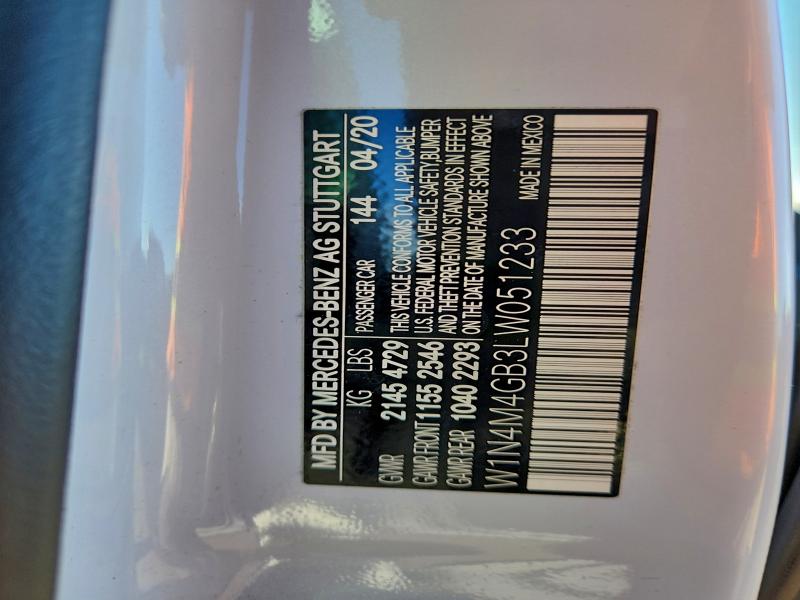 MFD BY MERCEDES-BENZ AG STUTTGART
KG LBS PASSENGER CAR 144 04/20
GVWR 2145 4729 THIS VEHICLE CONFORMS TO ALL APPLICABLE
GAWR FRONT 1155 2546 U.S. FEDERAL MOTOR VEHICLE SAFETY,BUMPER
GAWR REAR 1040 2293 AND THEFT PREVENTION STANDARDS IN EFFECT
ON THE DATE OF MANUFACTURE SHOWN ABOVE
W1N4M4GB3LW051233 MADE IN MEXICO